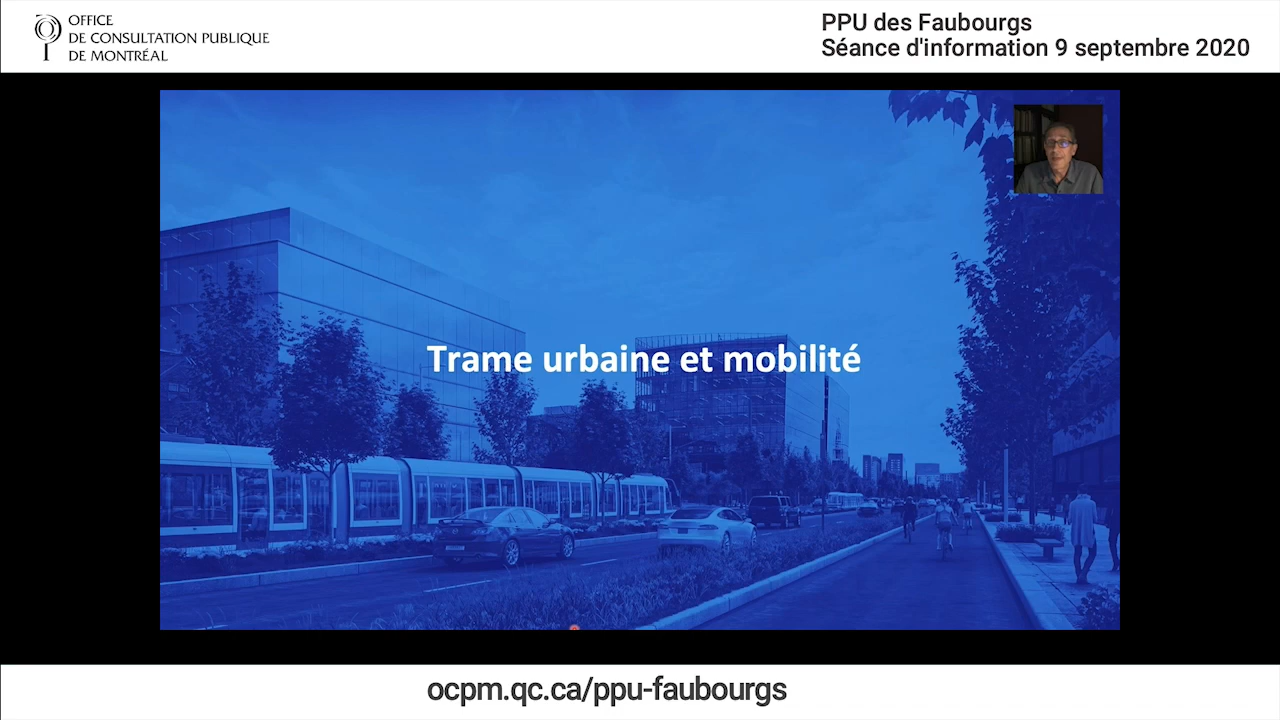 OFFICE
DE CONSULTATION PUBLIQUE
DE MONTRÉAL
PPU des Faubourgs
Séance d'information 9 septembre 2020
Trame urbaine et mobilité
ocpm.qc.ca/ppu-faubourgs